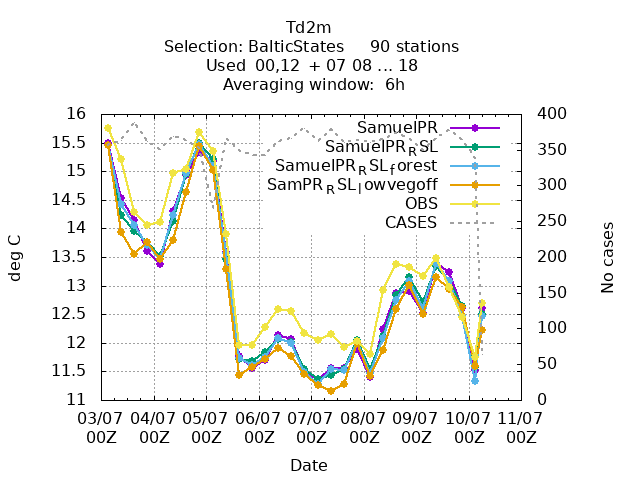 Td2m
Selection: BalticStates     90 stations
Used  00,12  + 07 08 ... 18
Averaging window:  6h
16
15.5
15
14.5
14
13.5
13
12.5
12
11.5
11
deg C
400
350
300
250
200
150
100
50
0
No cases
SamuelPR
SamuelPR_RSL
SamuelPR_RSL_forest
SamPR_RSL_lowvegoff
OBS
CASES
03/07 04/07 05/07 06/07 07/07 08/07 09/07 10/07 11/07
00Z 00Z 00Z 00Z 00Z 00Z 00Z 00Z 00Z
Date